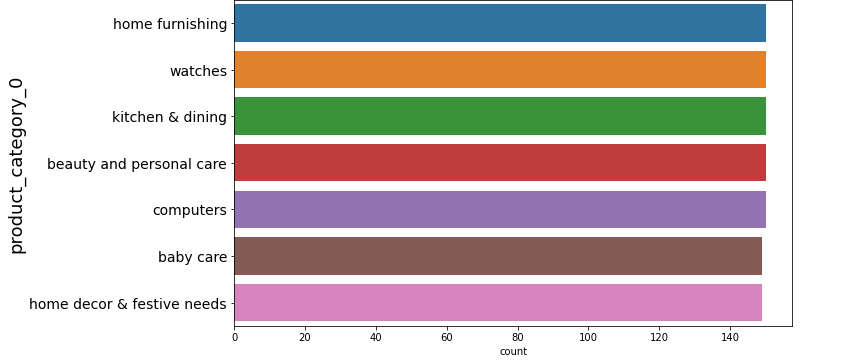 product_category_0
home furnishing
watches
kitchen & dining
beauty and personal care
computers
baby care
home decor & festive needs
0 20 40 60 80 100 120 140
count